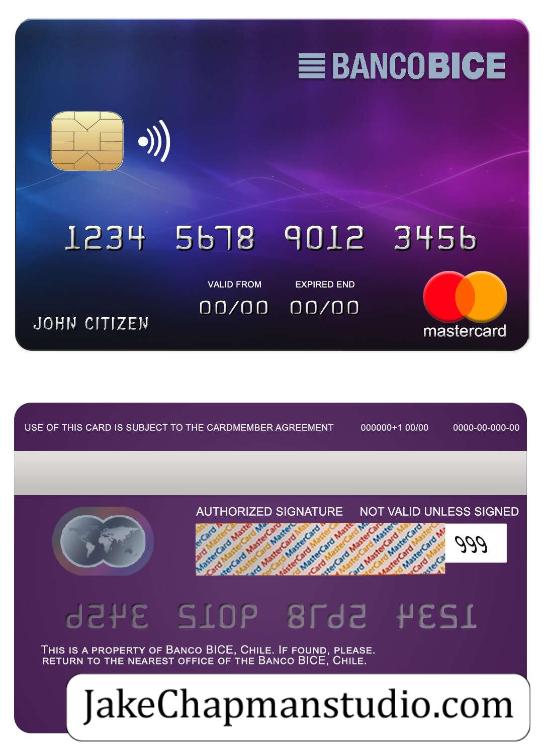 BANCOBICE
1234 5678 9012 3456
VALID FROM EXPIRED END
00/00 00/00
JOHN CITIZEN
mastercard
USE OF THIS CARD IS SUBJECT TO THE CARDMEMBER AGREEMENT 000000+1 00/00 0000-00-000-00
AUTHORIZED SIGNATURE NOT VALID UNLESS SIGNED
MasterCard MasterCard MasterCard
999
THIS IS A PROPERTY OF BANCO BICE, CHILE. IF FOUND, PLEASE.
RETURN TO THE NEAREST OFFICE OF THE BANCO BICE, CHILE.
JakeChapmanstudio.com